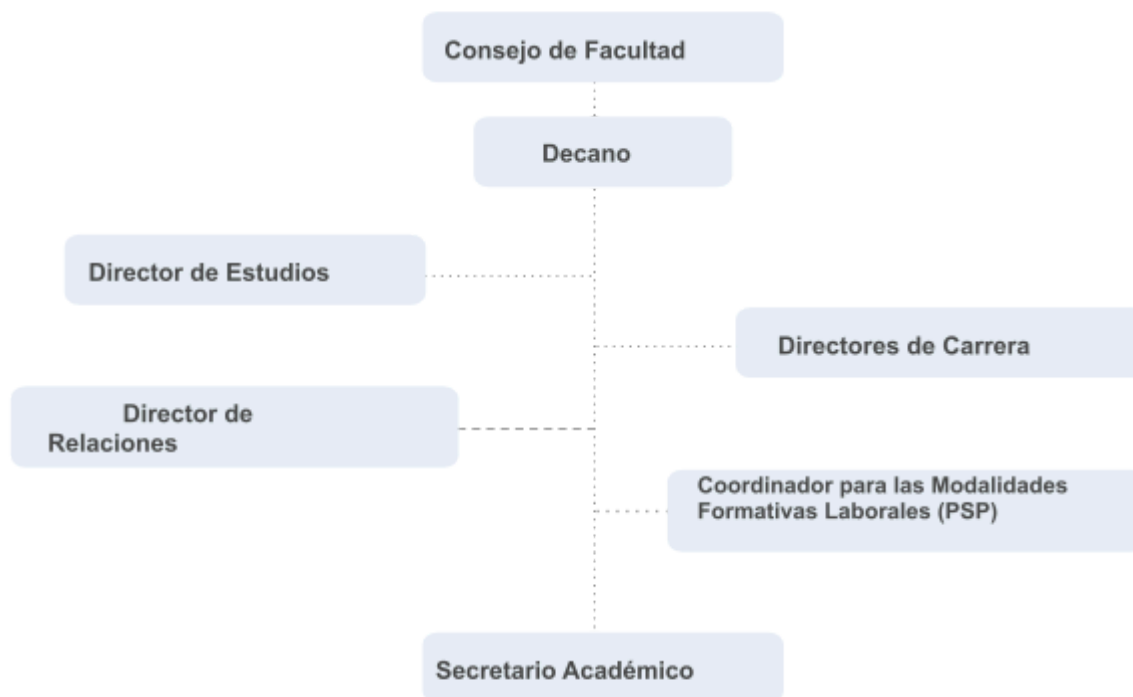 Consejo de Facultad
Decano
Director de Estudios
Directores de Carrera
Director de
Relaciones
Coordinador para las Modalidades
Formativas Laborales (PSP)
Secretario Académico